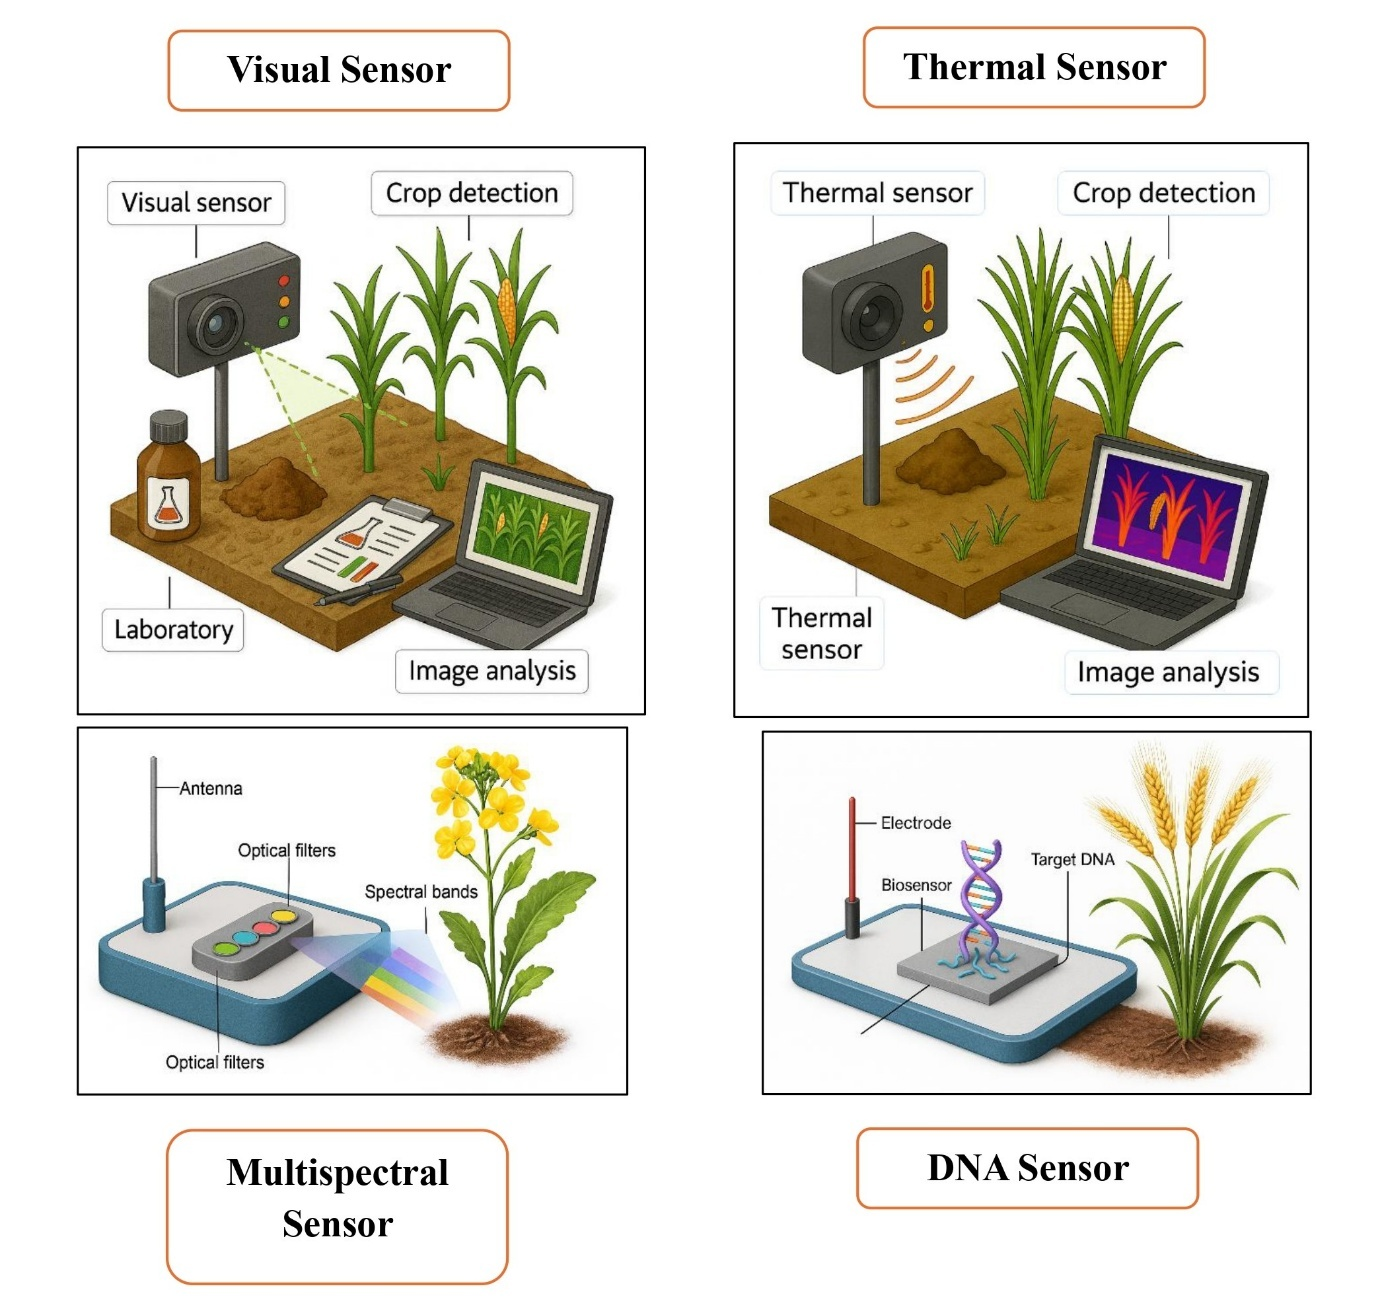 Visual Sensor
Thermal Sensor
Visual sensor
Crop detection
Laboratory
Image analysis
Thermal sensor
Crop detection
Thermal
sensor
Image analysis
Antenna
Optical filters
Spectral bands
Optical filters
Electrode
Target DNA
Biosensor
Multispectral
Sensor
DNA Sensor